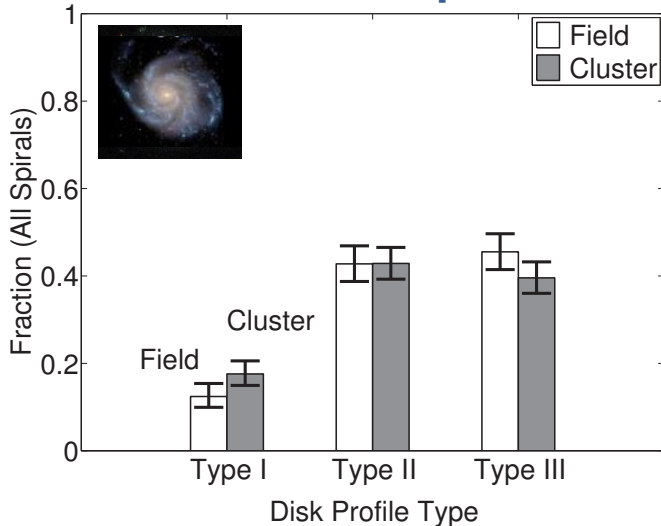 1
0.8
0.6
0.4
0.2
0
Fraction (All Spirals)
Field
Cluster
Field
Cluster
Type I
Type II
Type III
Disk Profile Type